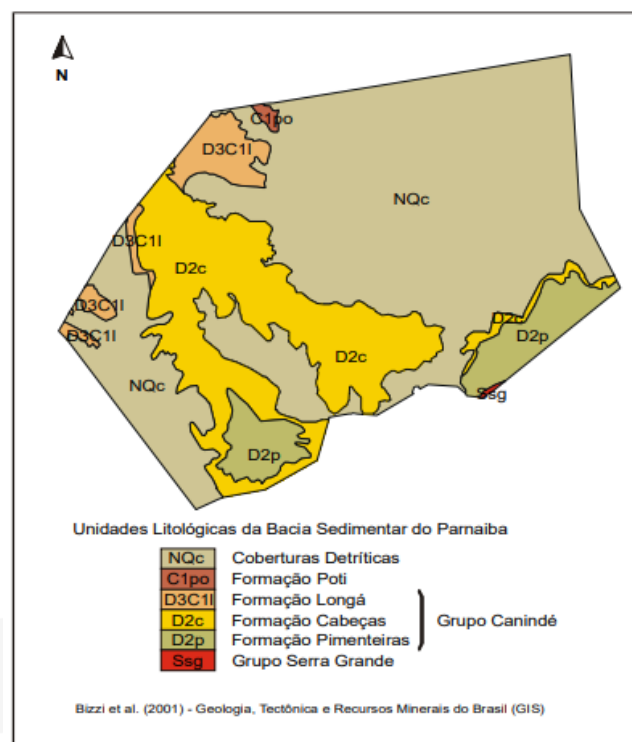 N
C1po
D3C1l
NQc
D3C1l
D2c
D3C1l
D2c
D3C1l
D2p
D2c
NQc
Ssg
D2p
Unidades Litológicas da Bacia Sedimentar do Parnaiba
NQc Coberturas Detríticas
C1po Formação Poti
D3C1l Formação Longá
D2c Formação Cabeças Grupo Canindé
D2p Formação Pimenteiras
Ssg Grupo Serra Grande
Bizzi et al. (2001) - Geologia, Tectônica e Recursos Minerais do Brasil (GIS)